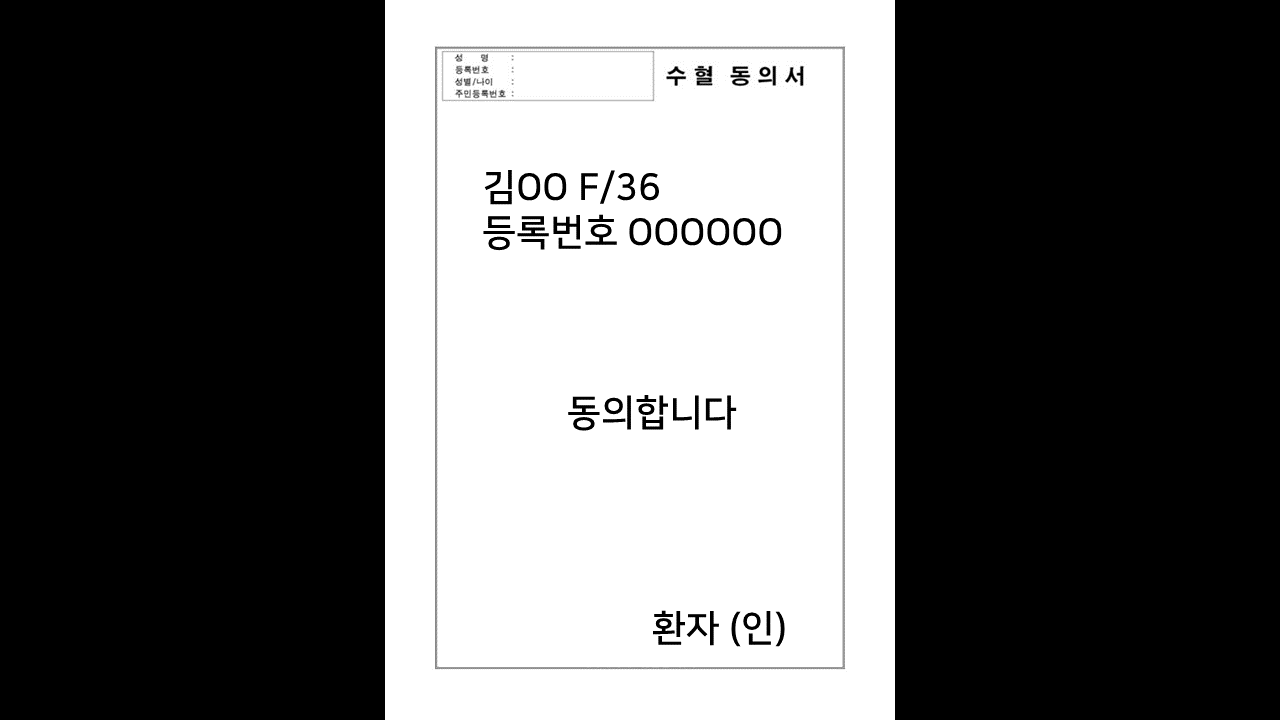 성 명 :
등록번호 :
성별/나이 :
주민등록번호 :
수혈 동의서
김OO F/36
등록번호 OOOOOO
동의합니다
환자 (인)